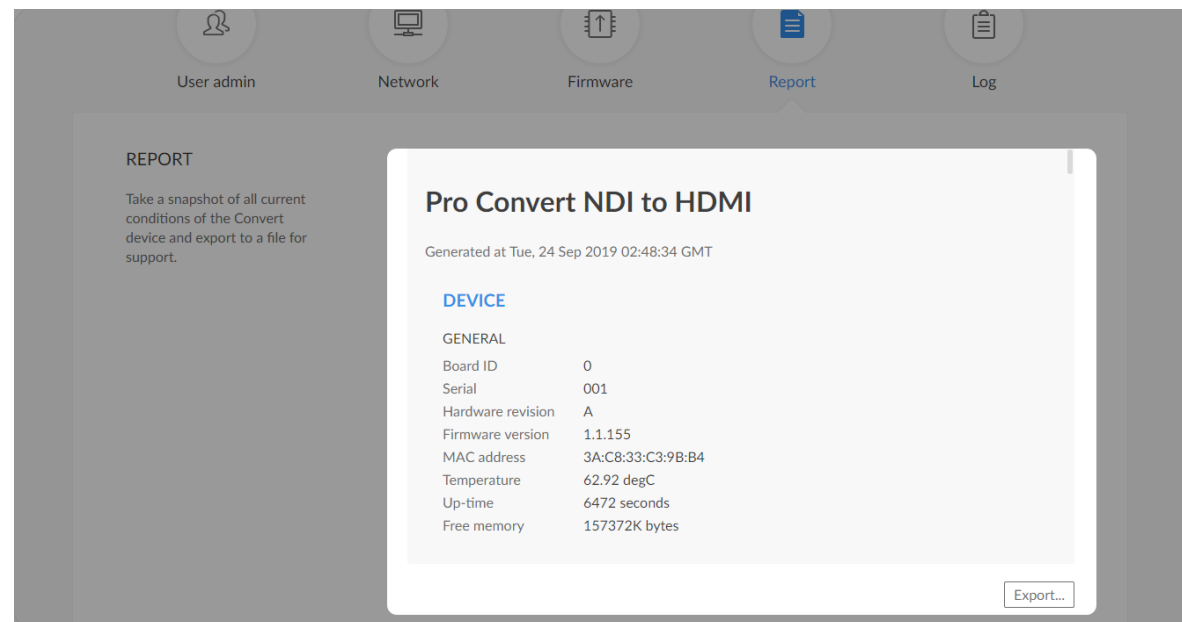 User admin
Network
Firmware
Report
Log
REPORT
Take a snapshot of all current
conditions of the Convert
device and export to a file for
support.
Pro Convert NDI to HDMI
Generated at Tue, 24 Sep 2019 02:48:34 GMT
DEVICE
GENERAL
Board ID 0
Serial 001
Hardware revision A
Firmware version 1.1.155
MAC address 3A:C8:33:C3:9B:B4
Temperature 62.92 degC
Up-time 6472 seconds
Free memory 157372K bytes
Export...